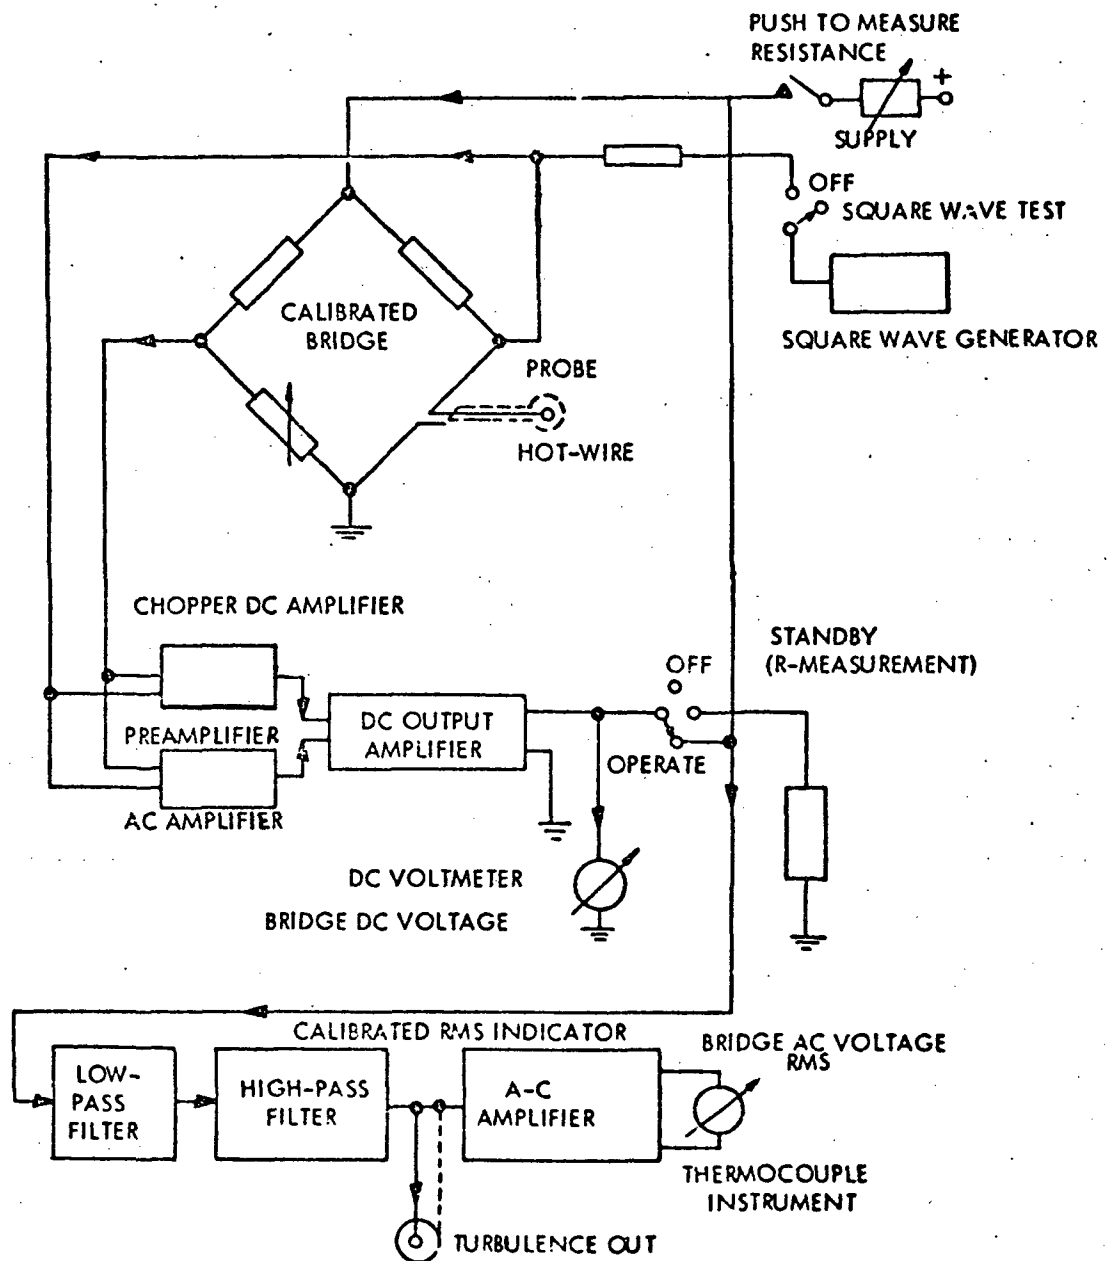 PUSH TO MEASURE
RESISTANCE
+
SUPPLY
OFF
SQUARE WAVE TEST
SQUARE WAVE GENERATOR
CALIBRATED
BRIDGE
PROBE
HOT-WIRE
CHOPPER DC AMPLIFIER
PREAMPLIFIER
AC AMPLIFIER
DC OUTPUT
AMPLIFIER
OFF
STANDBY
(R-MEASUREMENT)
OPERATE
DC VOLTMETER
BRIDGE DC VOLTAGE
CALIBRATED RMS INDICATOR
LOW-
PASS
FILTER
HIGH-PASS
FILTER
A-C
AMPLIFIER
BRIDGE AC VOLTAGE
RMS
THERMOCOUPLE
INSTRUMENT
TURBULENCE OUT